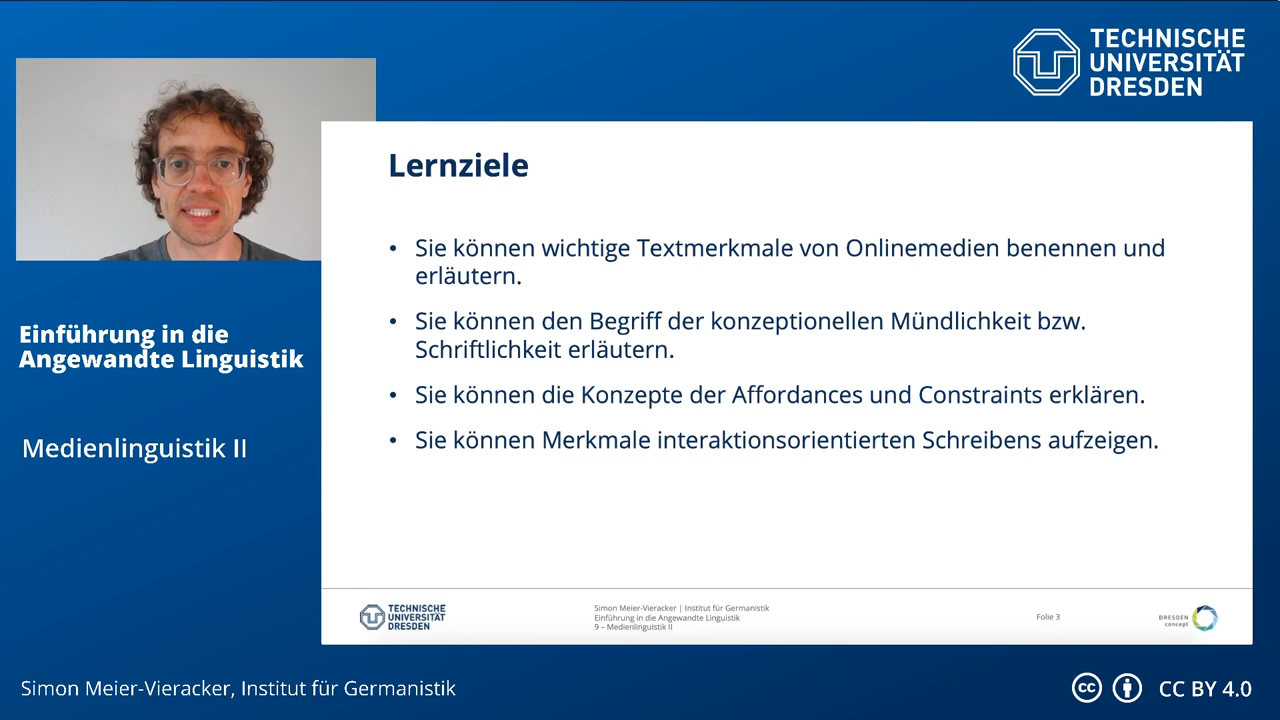 TECHNISCHE
UNIVERSITÄT
DRESDEN
Lernziele
• Sie können wichtige Textmerkmale von Onlinemedien benennen und
erläutern.
• Sie können den Begriff der konzeptionellen Mündlichkeit bzw.
Schriftlichkeit erläutern.
• Sie können die Konzepte der Affordances und Constraints erklären.
• Sie können Merkmale interaktionsorientierten Schreibens aufzeigen.
Einführung in die
Angewandte Linguistik
Medienlinguistik II
TECHNISCHE
UNIVERSITÄT
DRESDEN
Simon Meier-Vieracker | Institut für Germanistik
Einführung in die Angewandte Linguistik
9 – Medienlinguistik II
Folie 3
DRESDEN
concept
Simon Meier-Vieracker, Institut für Germanistik
cc
CC BY 4.0